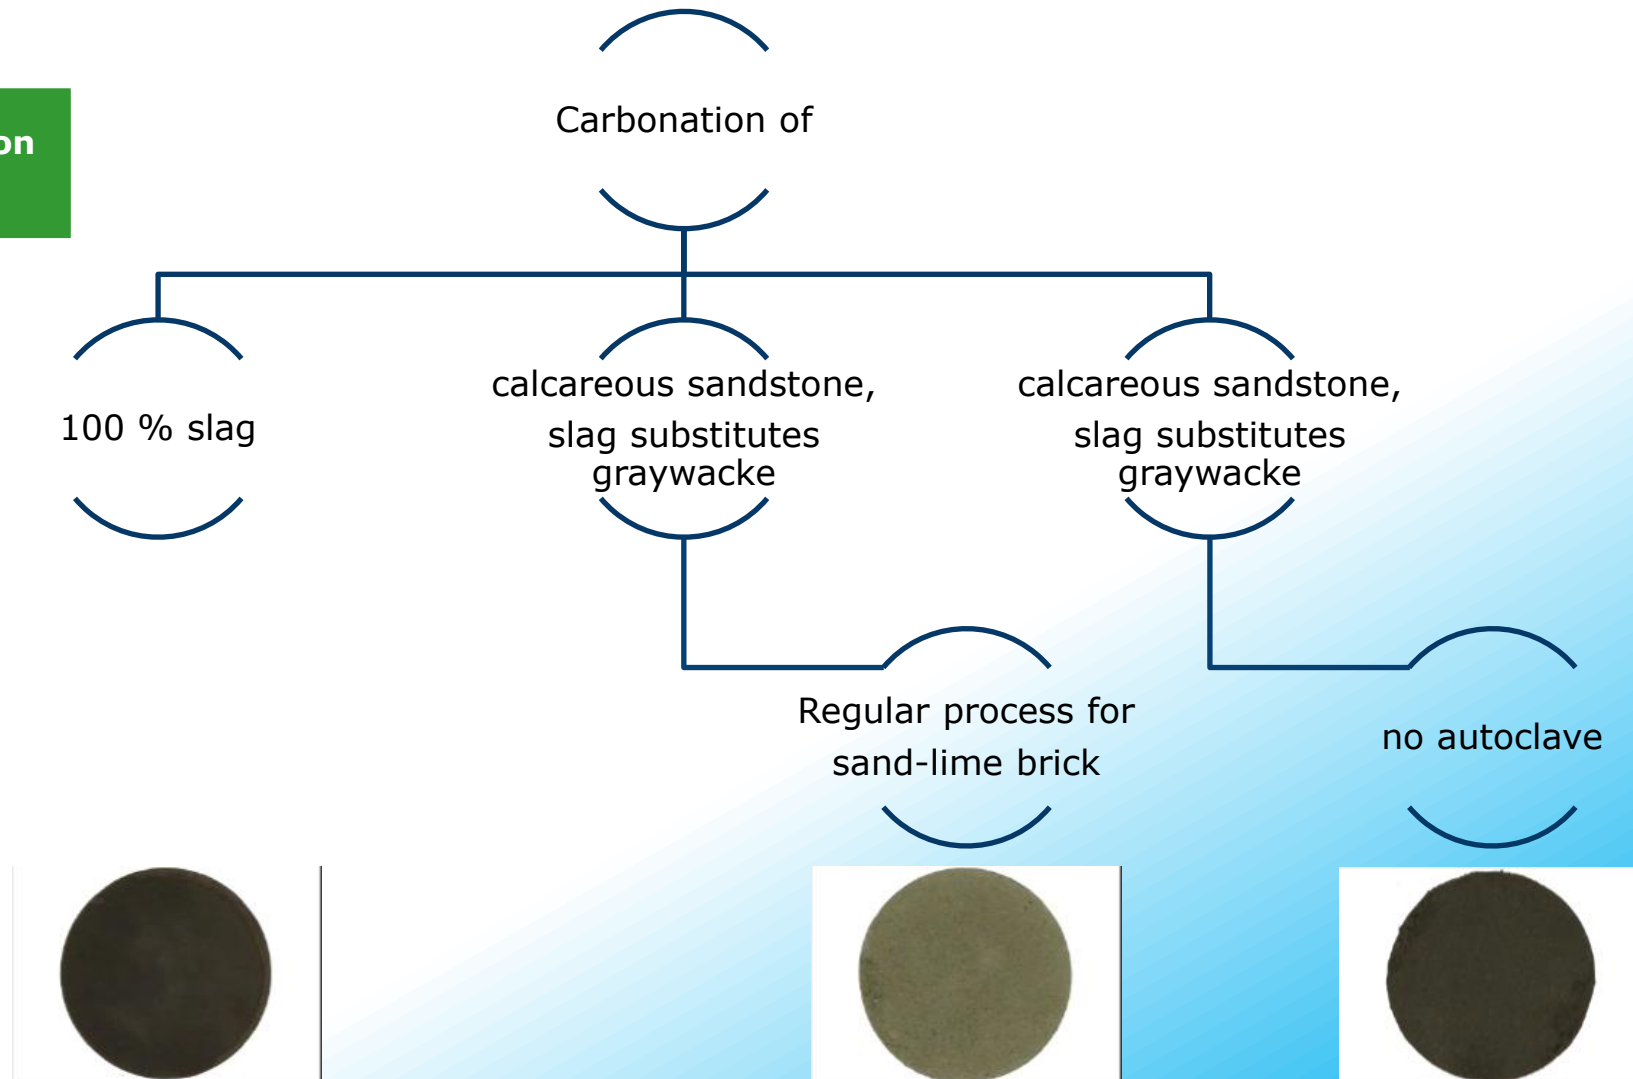 on
Carbonation of
100 % slag
calcareous sandstone,
slag substitutes
graywacke
calcareous sandstone,
slag substitutes
graywacke
Regular process for
sand-lime brick
no autoclave